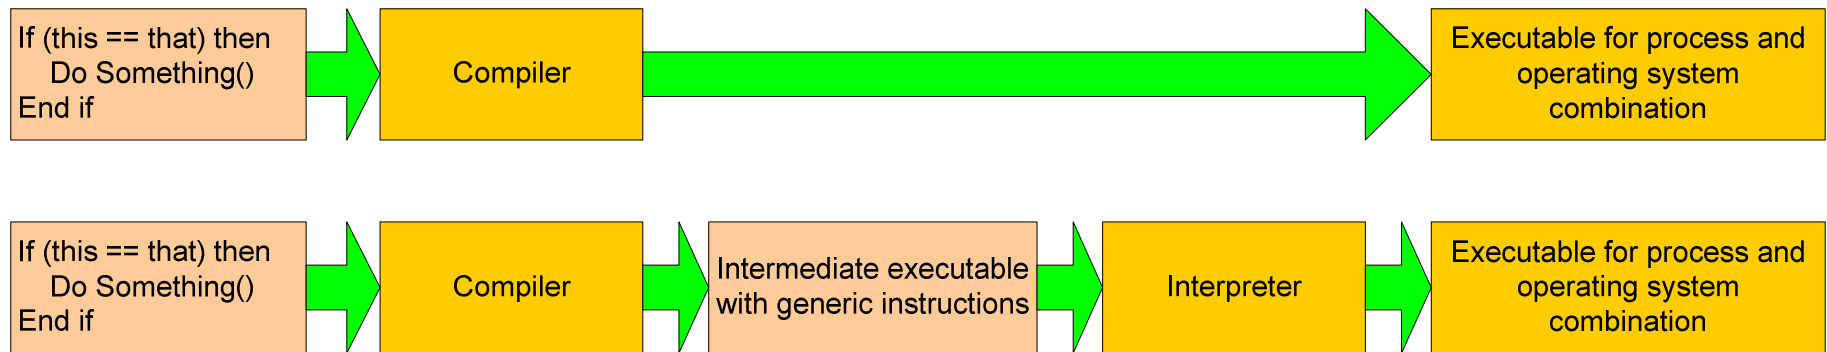 If (this == that) then
Do Something()
End if
Compiler
Executable for process and
operating system
combination
If (this == that) then
Do Something()
End if
Compiler
Intermediate executable
with generic instructions
Interpreter
Executable for process and
operating system
combination